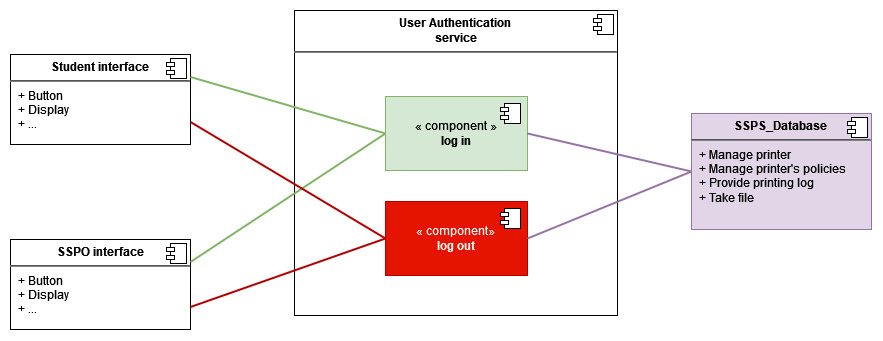 User Authentication
service
Student interface
+ Button
+ Display
+ ...
« component »
log in
SSPS_Database
+ Manage printer
+ Manage printer's policies
+ Provide printing log
+ Take file
« component»
log out
SSPO interface
+ Button
+ Display
+ ...